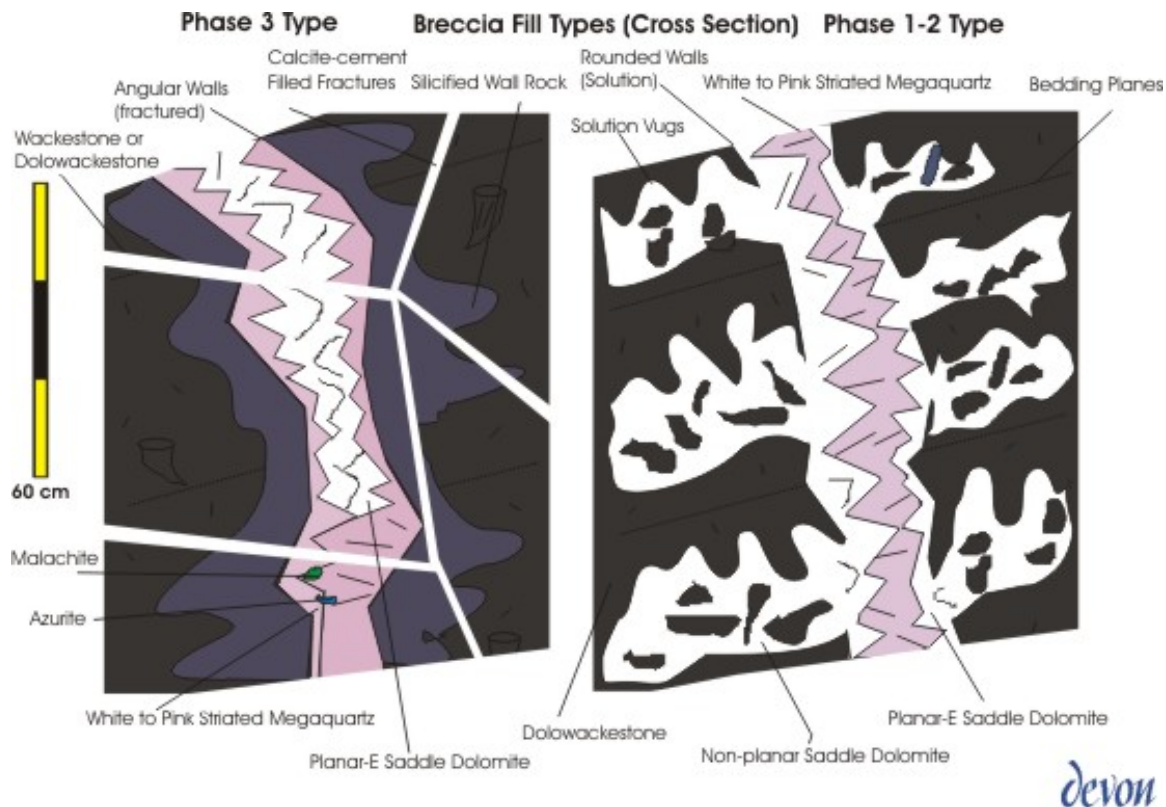 Phase 3 Type
Breccia Fill Types (Cross Section)
Phase 1-2 Type
Calcite-cement
Filled Fractures
Silicified Wall Rock
Rounded Walls
(Solution)
White to Pink Striated Megaquartz
Bedding Planes
Angular Walls
(fractured)
Solution Vugs
Wackestone or
Dolowackestone
60 cm
Malachite
Azurite
White to Pink Striated Megaquartz
Planar-E Saddle Dolomite
Dolowackestone
Non-planar Saddle Dolomite
Planar-E Saddle Dolomite
devon